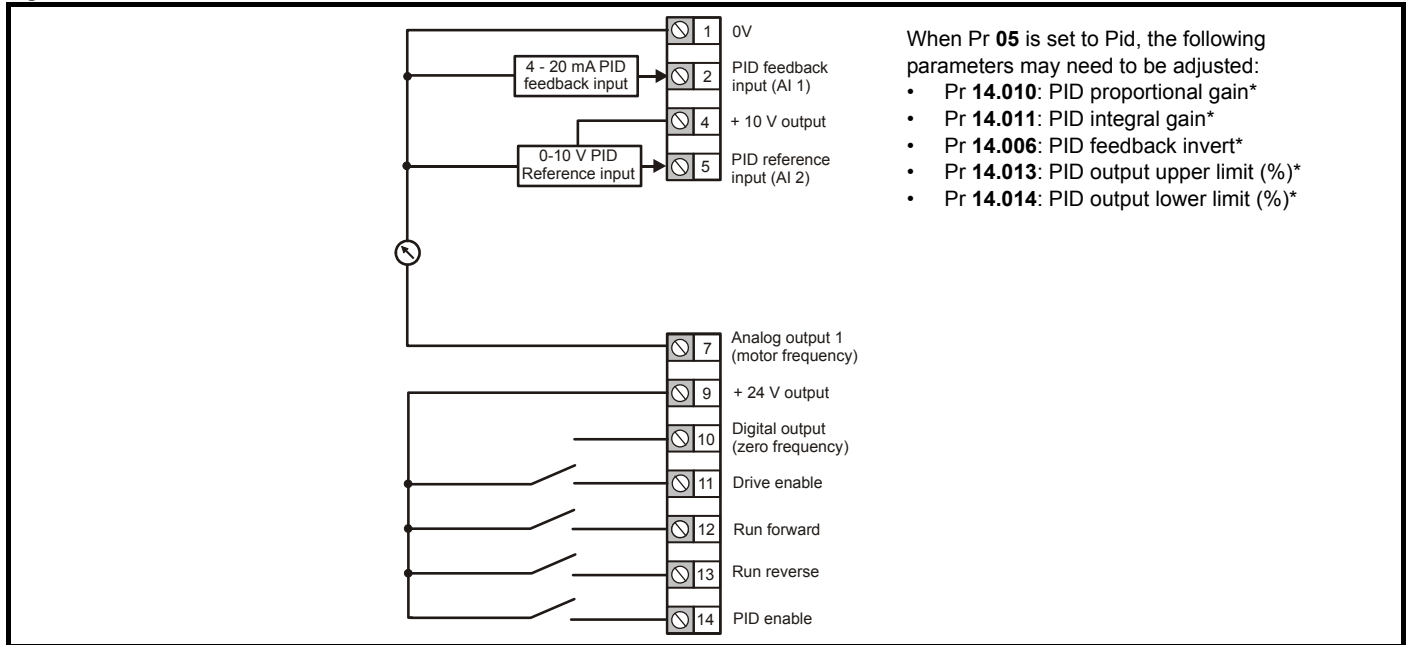 1 0V
4 - 20 mA PID
feedback input
2 PID feedback
input (AI 1)
4 + 10 V output
0-10 V PID
Reference input
5 PID reference
input (AI 2)
7 Analog output 1
(motor frequency)
9 + 24 V output
10 Digital output
(zero frequency)
11 Drive enable
12 Run forward
13 Run reverse
14 PID enable
When Pr 05 is set to Pid, the following
parameters may need to be adjusted:
• Pr 14.010: PID proportional gain*
• Pr 14.011: PID integral gain*
• Pr 14.006: PID feedback invert*
• Pr 14.013: PID output upper limit (%)*
• Pr 14.014: PID output lower limit (%)*